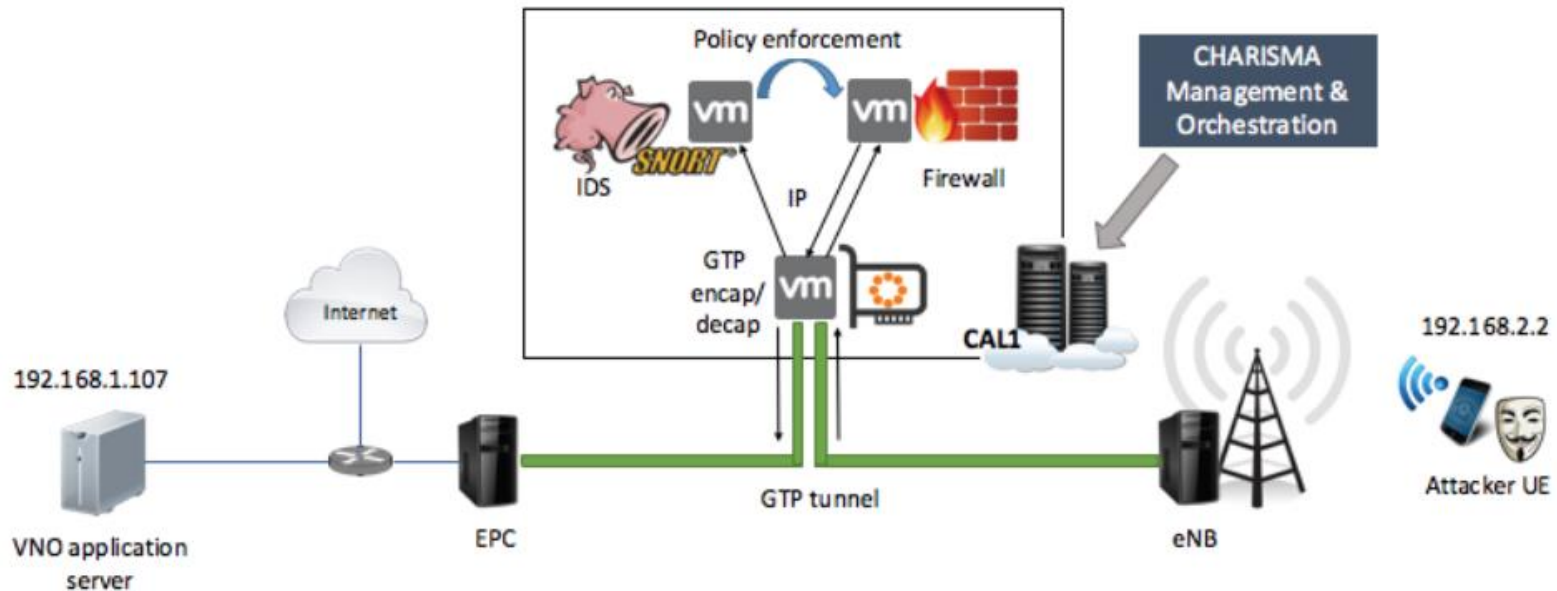 Policy enforcement
CHARISMA
Management &
Orchestration
vm
vm
SNORT™
IDS
Firewall
IP
GTP
encap/
decap
vm
Internet
CAL1
192.168.2.2
192.168.1.107
GTP tunnel
Attacker UE
EPC
eNB
VNO application
server